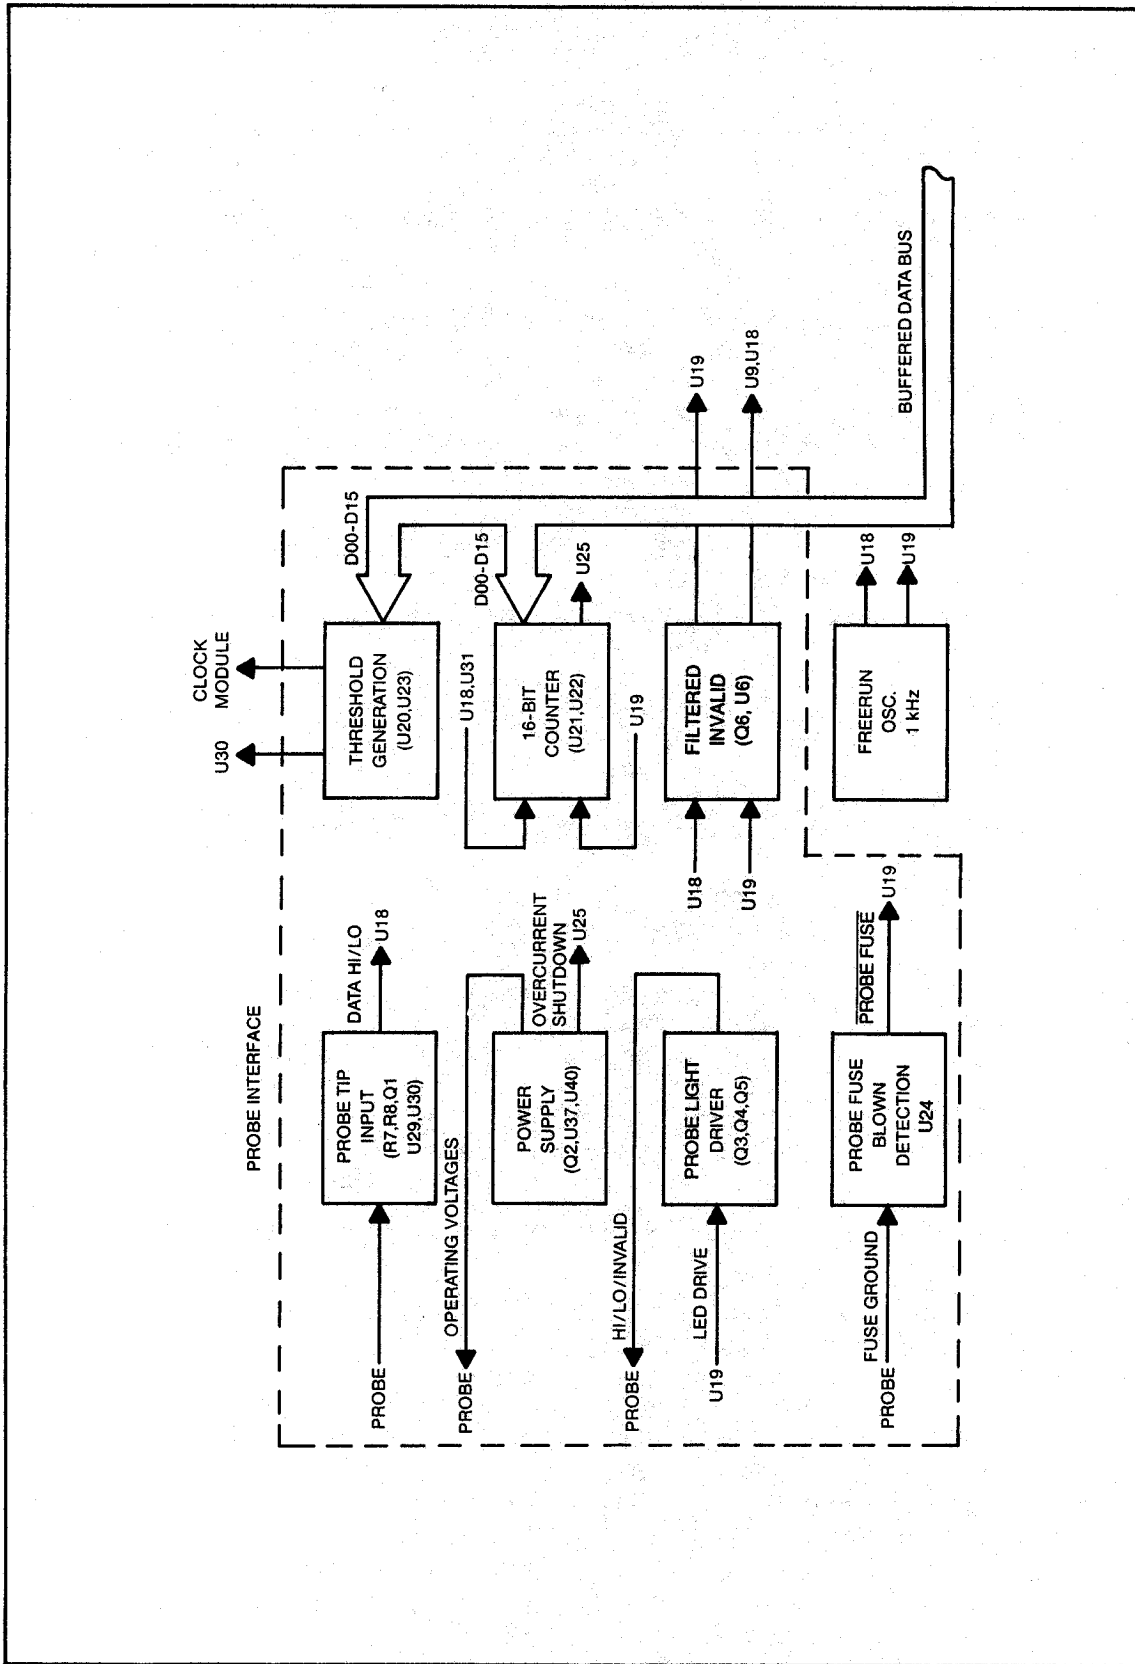 PROBE INTERFACE
PROBE
PROBE TIP
INPUT
(R7,R8,Q1
U29,U30)
DATA HI/LO
U18
U30
CLOCK
MODULE
THRESHOLD
GENERATION
(U20,U23)
D00-D15
PROBE
OPERATING VOLTAGES
POWER
SUPPLY
(Q2,U37,U40)
OVERCURRENT
SHUTDOWN
U25
U18,U31
16-BIT
COUNTER
(U21,U22)
D00-D15
U25
U19
PROBE
HI/LO/INVALID
LED DRIVE
U19
PROBE LIGHT
DRIVER
(Q3,Q4,Q5)
U18
U19
FILTERED
INVALID
(Q6, U6)
U19
U9,U18
PROBE
FUSE GROUND
PROBE FUSE
BLOWN
DETECTION
U24
PROBE FUSE
U19
FREERUN
OSC.
1 kHz
U18
U19
BUFFERED DATA BUS